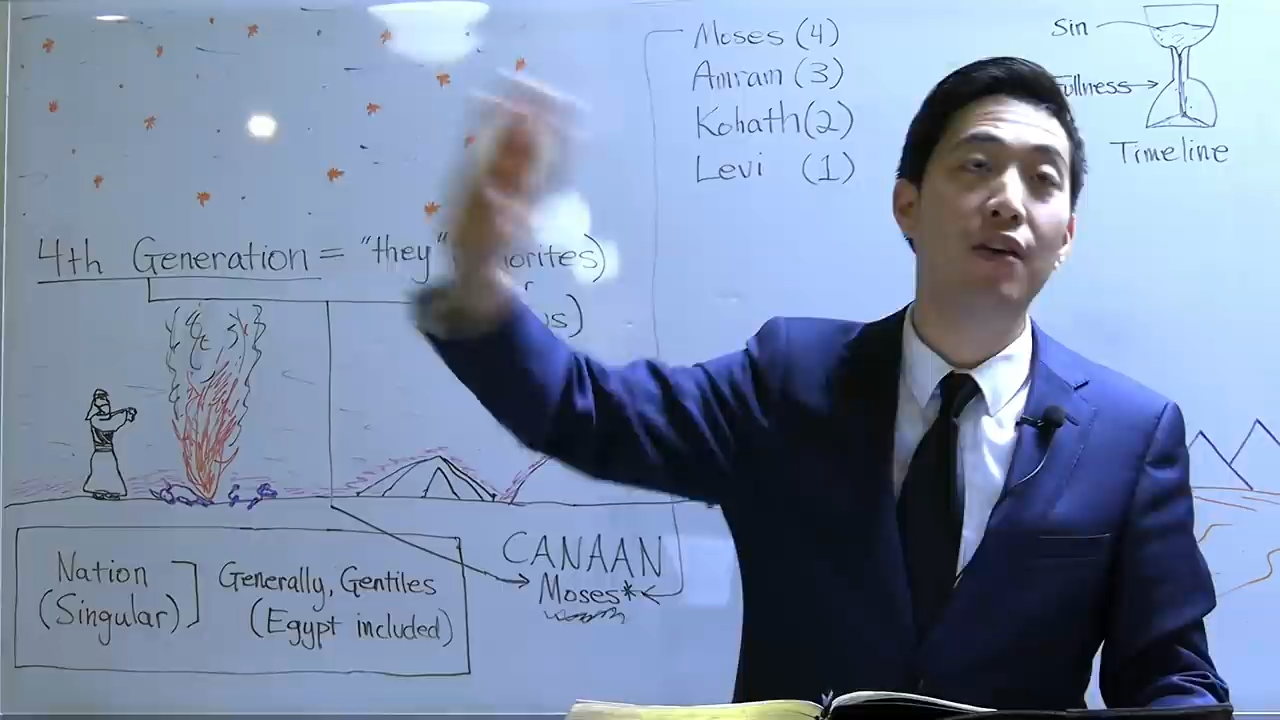 Moses (4)
Amram (3)
Kohath (2)
Levi (1)
Sin
Fullness
Timeline
4th Generation = "they"
CANAAN
Moses*
Nation
(Singular)
Generally, Gentiles
(Egypt included)